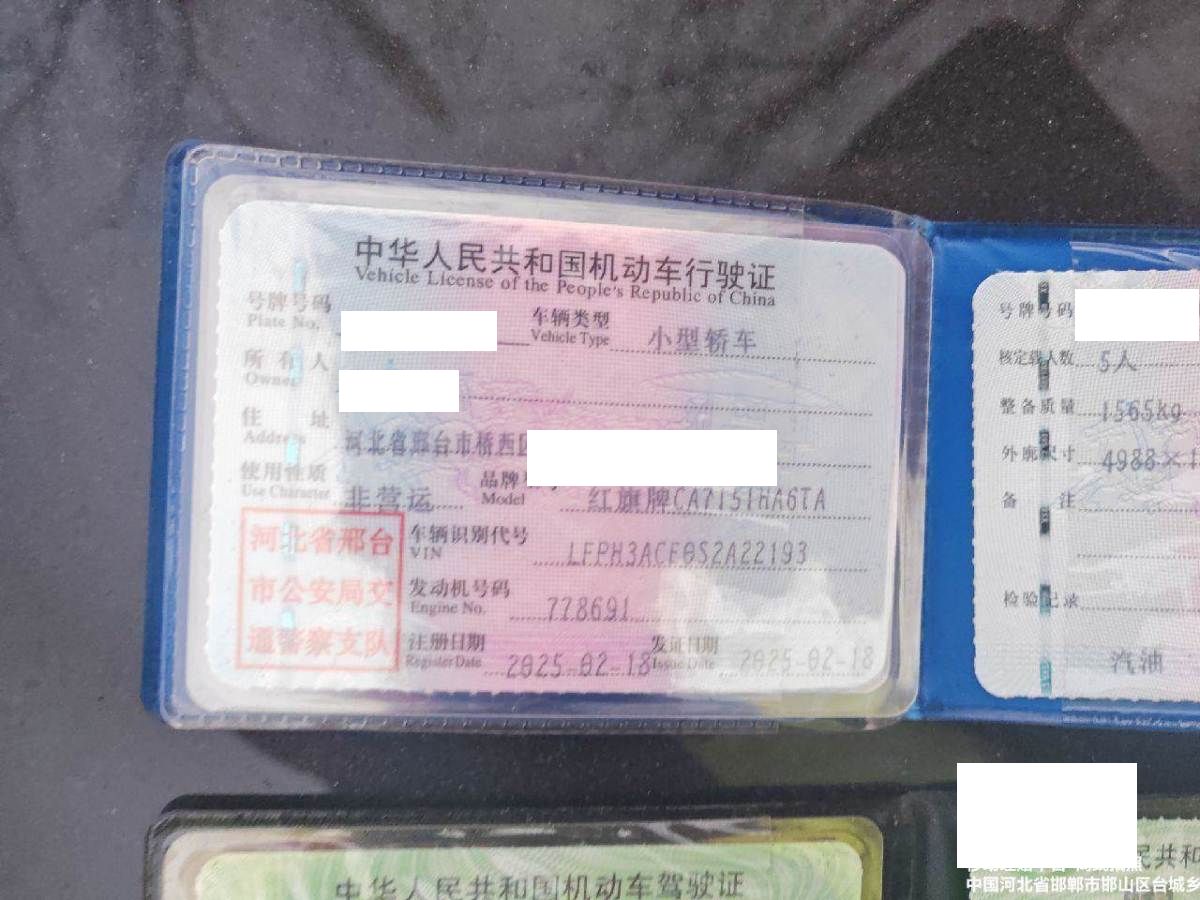 中华人民共和国机动车行驶证
Vehicle License of the People's Republic of China
号牌号码
Plate No.
车辆类型
Vehicle Type
小型轿车
所有人
Owner
住址
Address
河北省邢台市桥西区
使用性质
Use Character
非营运
品牌
Model
红旗牌CA7151HA6TA
河北省邢台
市公安局交
通警察支队
车辆识别代号
VIN
LFPH3ACF0S2A22193
发动机号码
Engine No.
778691
注册日期
Register Date
2025-02-18
发证日期
Issue Date
2025-02-18
号牌号码
核定载人数
5人
整备质量
1565kg
外廓尺寸
4988×1
备注
检验记录
汽油
中华人民共和国机动车驾驶证
民共和
中国河北省邯郸市邯山区台城乡